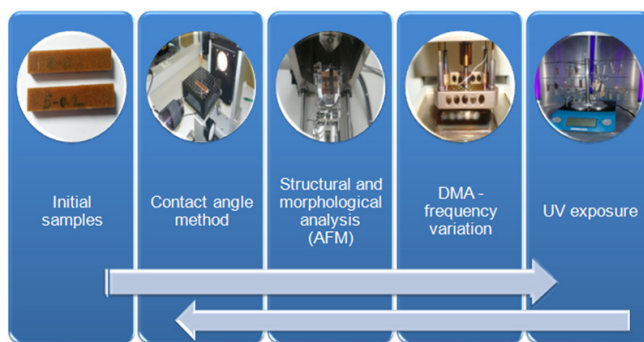 Initial
samples
Contact angle
method
Structural and
morphological
analysis
(AFM)
DMA -
frequency
variation
UV exposure